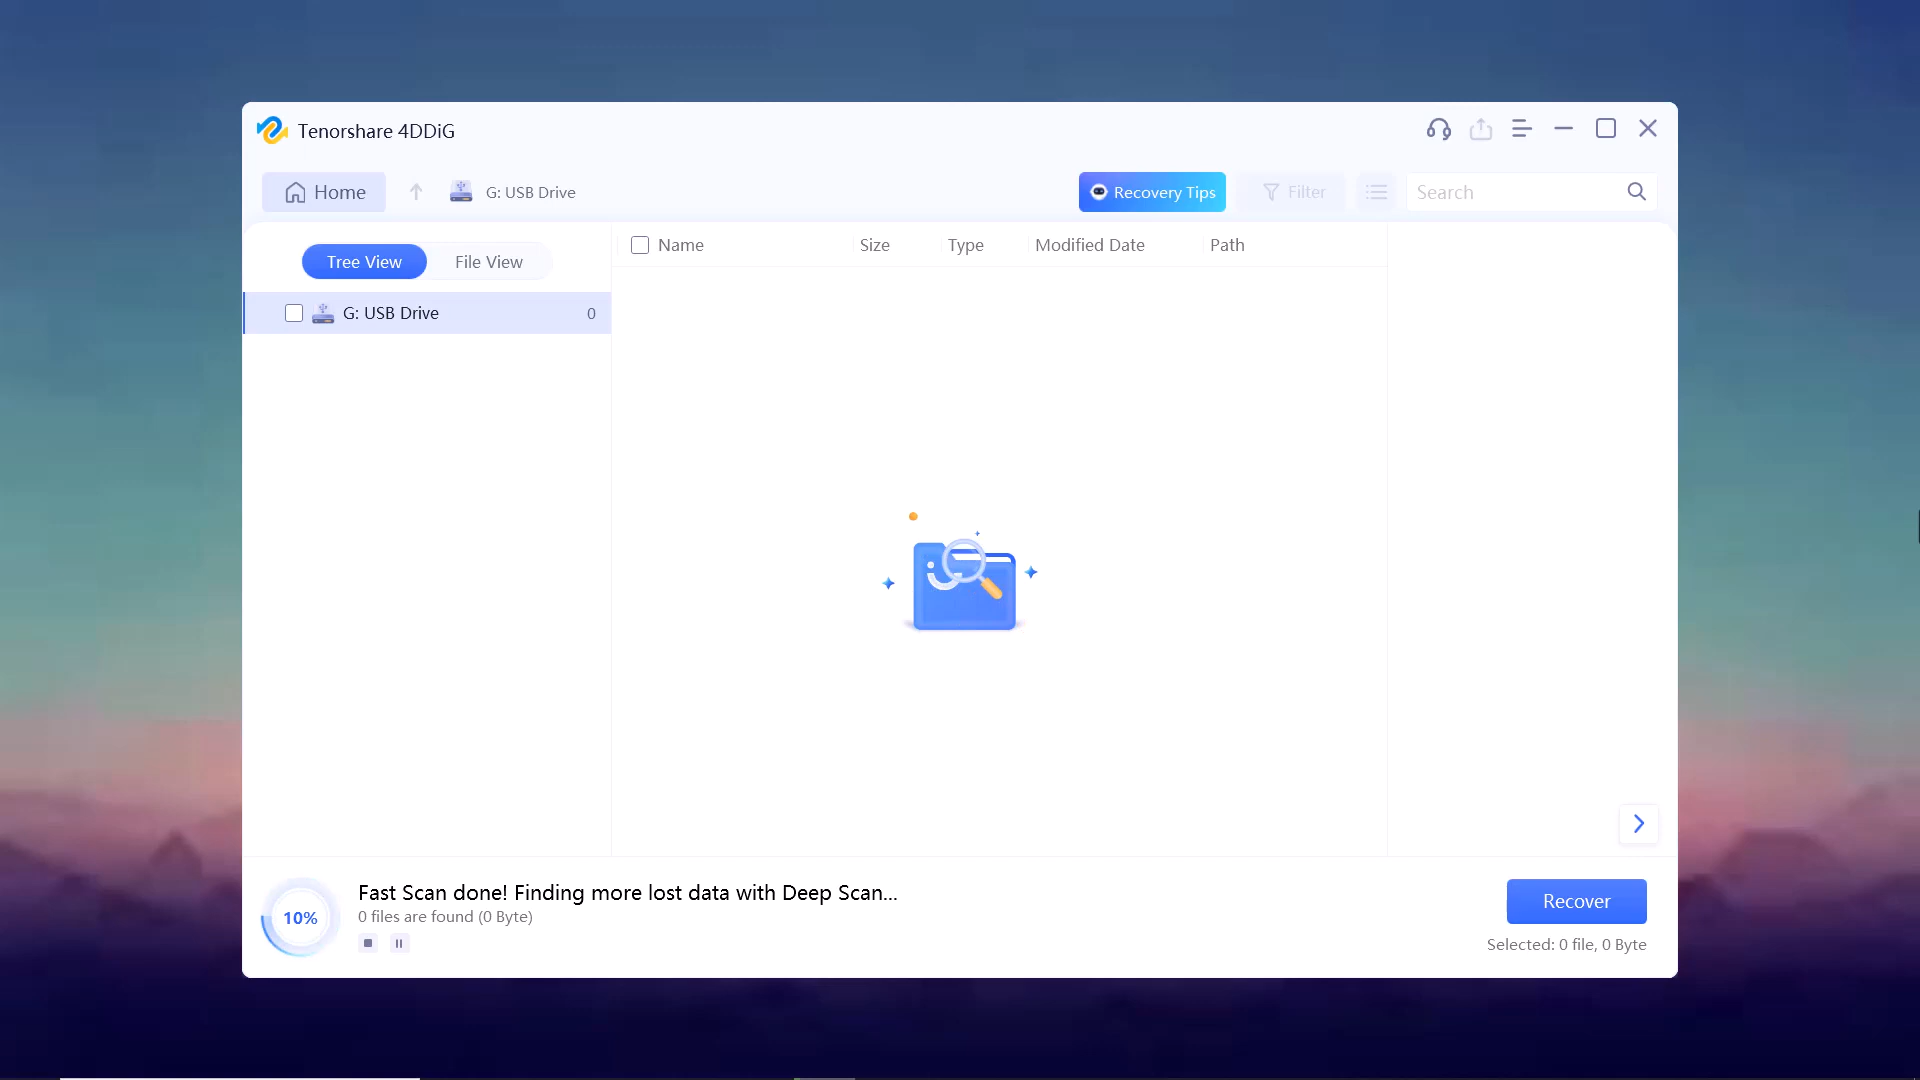 Tenorshare 4DDiG
Home
G: USB Drive
Recovery Tips
Filter
Search
Tree View
File View
Name
Size
Type
Modified Date
Path
G: USB Drive
0
10%
Fast Scan done! Finding more lost data with Deep Scan...
0 files are found (0 Byte)
Recover
Selected: 0 file, 0 Byte